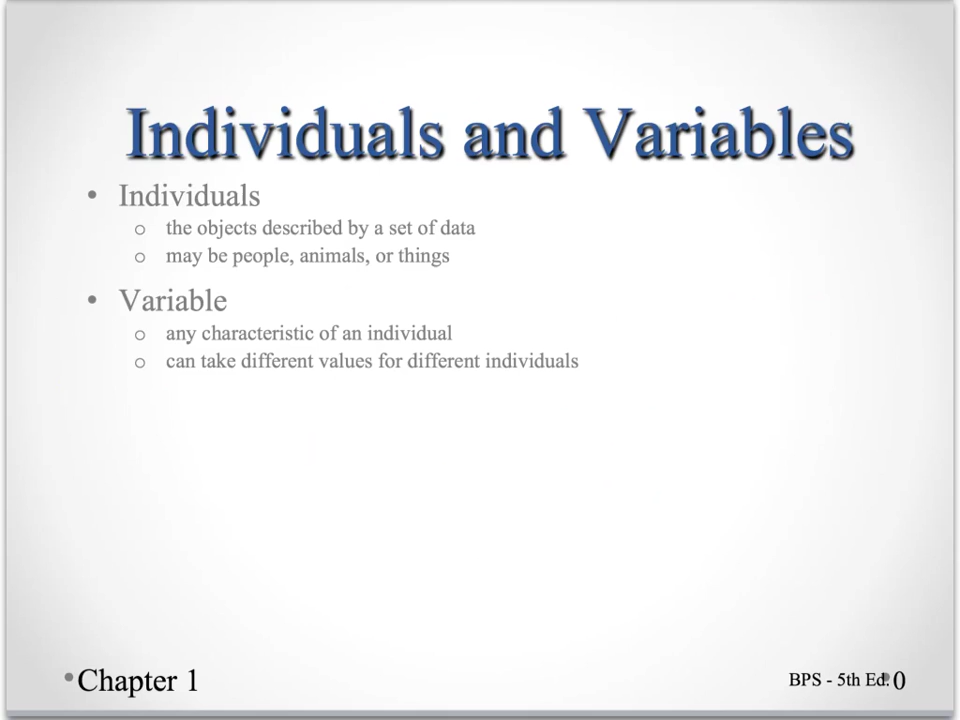 Individuals and Variables
• Individuals
o the objects described by a set of data
o may be people, animals, or things
• Variable
o any characteristic of an individual
o can take different values for different individuals
•Chapter 1
BPS - 5th Ed. 0